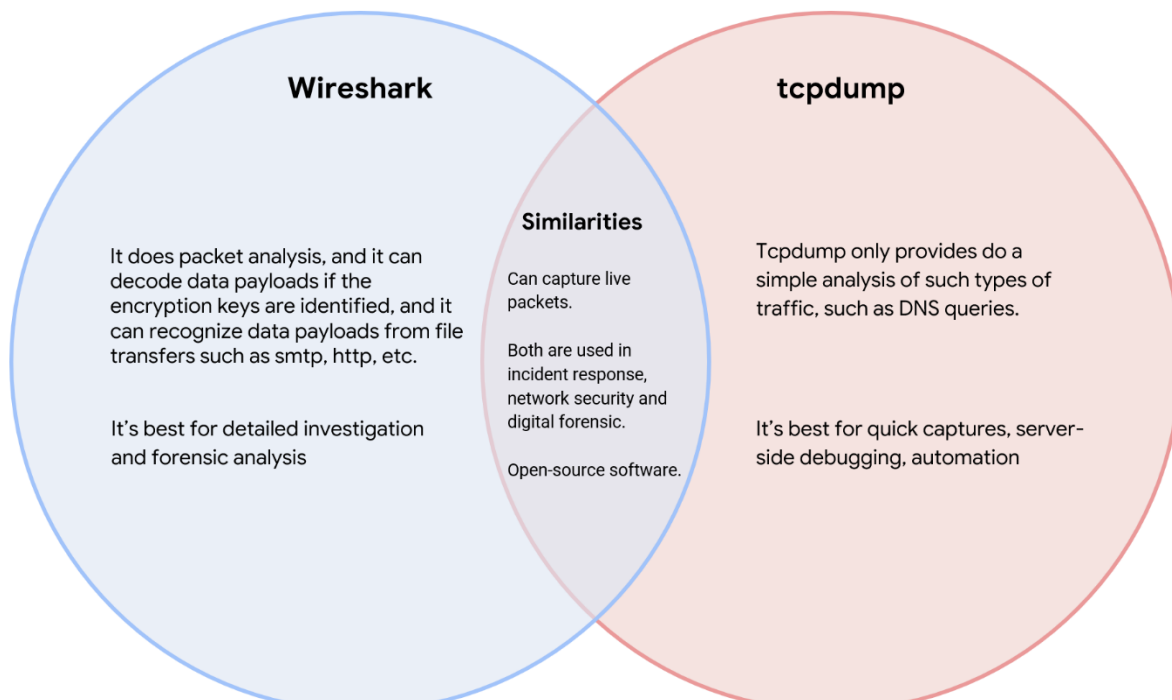 Wireshark
It does packet analysis, and it can
decode data payloads if the
encryption keys are identified, and it
can recognize data payloads from file
transfers such as smtp, http, etc.
It's best for detailed investigation
and forensic analysis
Similarities
Can capture live
packets.
Both are used in
incident response,
network security and
digital forensic.
Open-source software.
tcpdump
Tcpdump only provides do a
simple analysis of such types of
traffic, such as DNS queries.
It's best for quick captures, server-
side debugging, automation